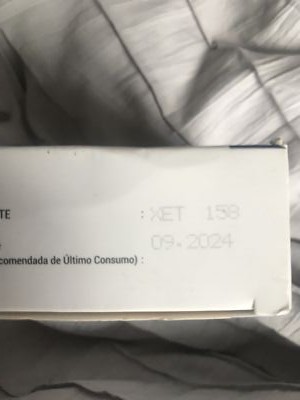 TE : XET 158
09.2024
comendada de Último Consumo) :